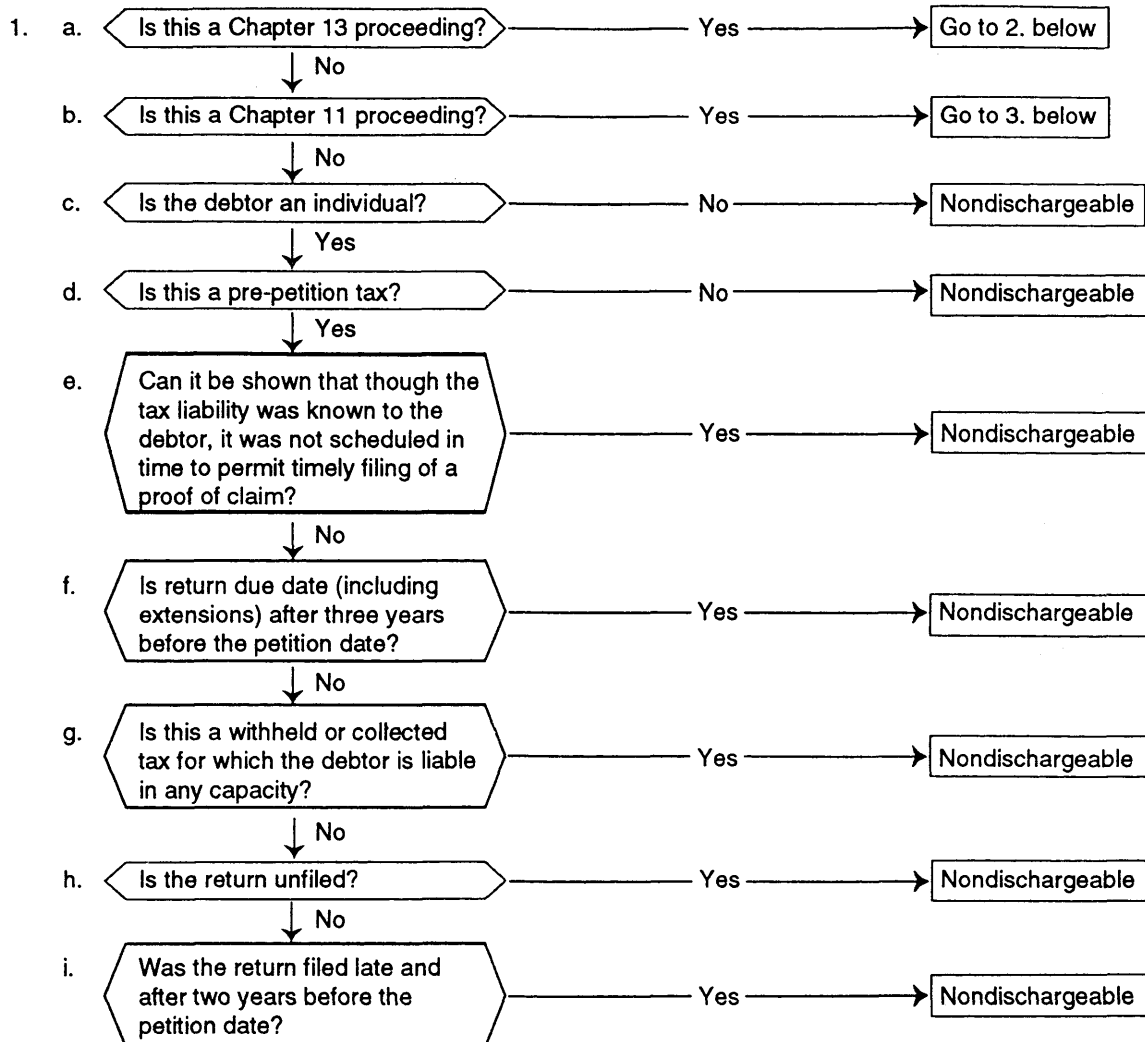 1. a. Is this a Chapter 13 proceeding? Yes Go to 2. below
No
b. Is this a Chapter 11 proceeding? Yes Go to 3. below
No
c. Is the debtor an individual? No Nondischargeable
Yes
d. Is this a pre-petition tax? No Nondischargeable
Yes
e. Can it be shown that though the
tax liability was known to the
debtor, it was not scheduled in
time to permit timely filing of a
proof of claim?
Yes Nondischargeable
No
f. Is return due date (including
extensions) after three years
before the petition date?
Yes Nondischargeable
No
g. Is this a withheld or collected
tax for which the debtor is liable
in any capacity?
Yes Nondischargeable
No
h. Is the return unfiled? Yes Nondischargeable
No
i. Was the return filed late and
after two years before the
petition date?
Yes Nondischargeable